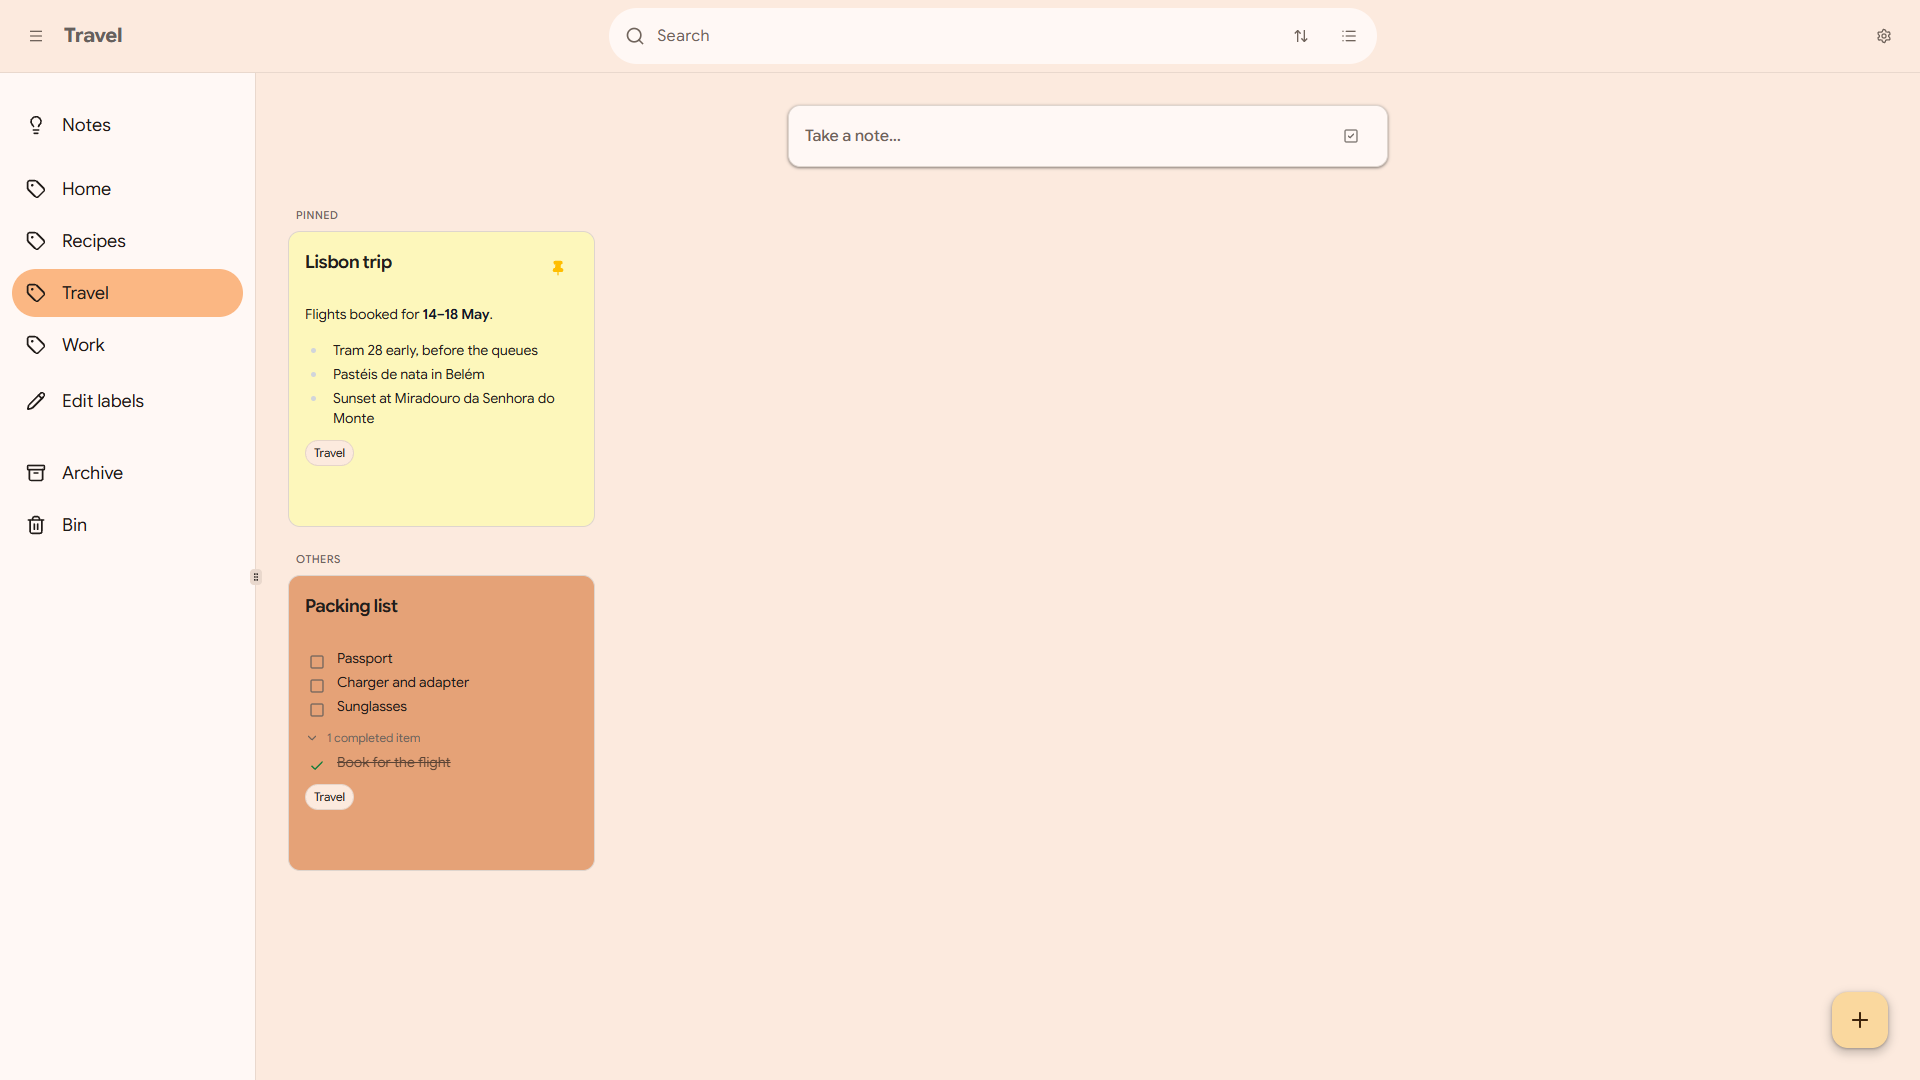 Travel
Search
Notes
Home
Recipes
Travel
Work
Edit labels
Archive
Bin
Take a note...
PINNED
Lisbon trip
Flights booked for 14–18 May.
Tram 28 early, before the queues
Pastéis de nata in Belém
Sunset at Miradouro da Senhora do
Monte
Travel
OTHERS
Packing list
Passport
Charger and adapter
Sunglasses
1 completed item
Book for the flight
Travel